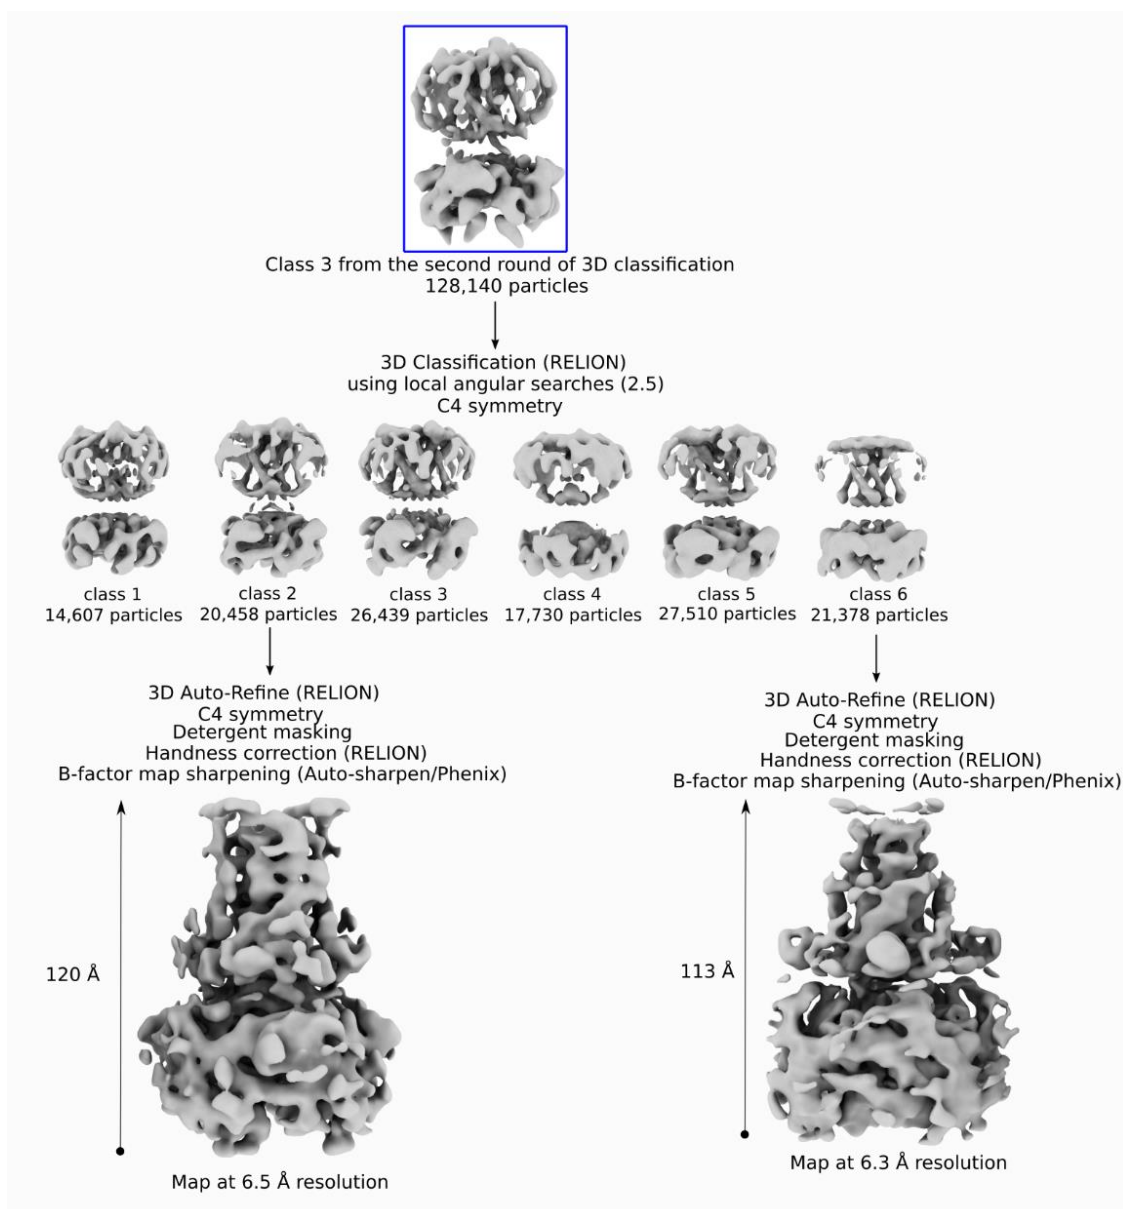 Class 3 from the second round of 3D classification
128,140 particles
3D Classification (RELION)
using local angular searches (2.5)
C4 symmetry
class 1
14,607 particles
class 2
20,458 particles
class 3
26,439 particles
class 4
17,730 particles
class 5
27,510 particles
class 6
21,378 particles
3D Auto-Refine (RELION)
C4 symmetry
Detergent masking
Handness correction (RELION)
B-factor map sharpening (Auto-sharpen/Phenix)
120 Å
Map at 6.5 Å resolution
3D Auto-Refine (RELION)
C4 symmetry
Detergent masking
Handness correction (RELION)
B-factor map sharpening (Auto-sharpen/Phenix)
113 Å
Map at 6.3 Å resolution